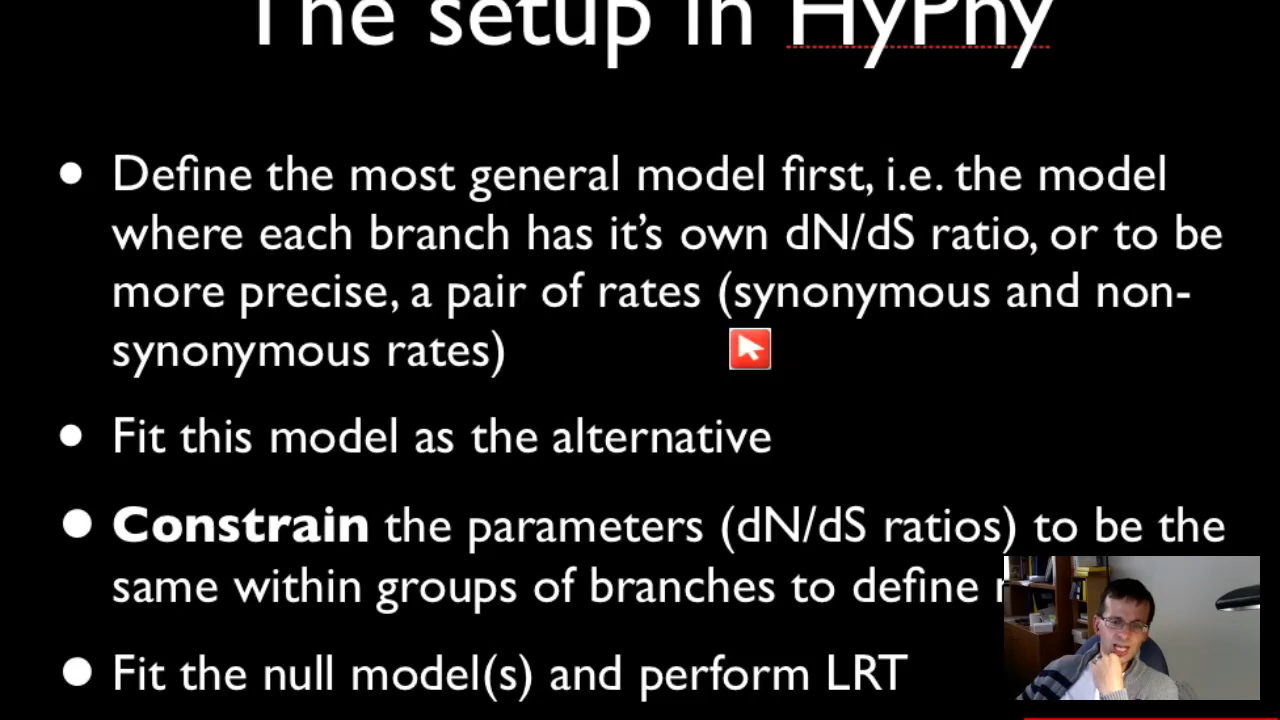 The setup in HyPhy
• Define the most general model first, i.e. the model
where each branch has it’s own dN/dS ratio, or to be
more precise, a pair of rates (synonymous and non-
synonymous rates)
• Fit this model as the alternative
• Constrain the parameters (dN/dS ratios) to be the
same within groups of branches to define
• Fit the null model(s) and perform LRT